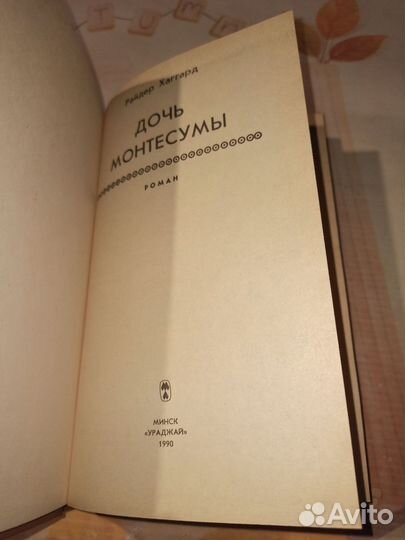 Райдер Хаггард
ДОЧЬ
МОНТЕСУМЫ
РОМАН
МИНСК
«УРАДЖАЙ»
1990
Avito